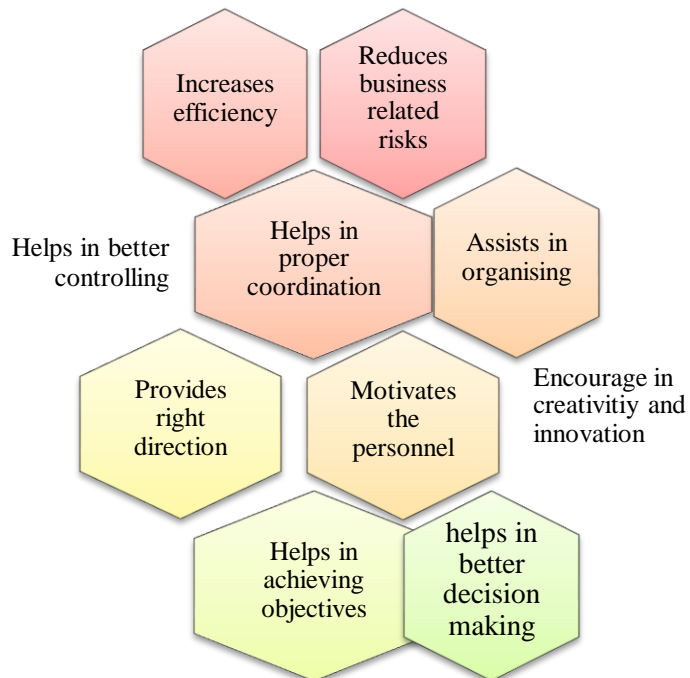 Increases
efficiency
Reduces
business
related
risks
Helps in better
controlling
Helps in
proper
coordination
Assists in
organising
Provides
right
direction
Motivates
the
personnel
Encourage in
creativitiy and
innovation
Helps in
achieving
objectives
helps in
better
decision
making